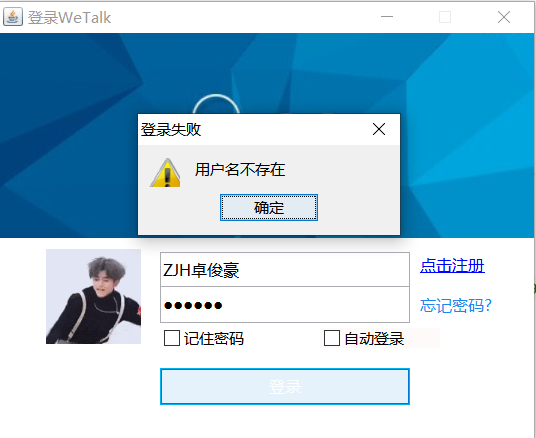 登录WeTalk
登录失败
用户名不存在
确定
ZJH卓俊豪
点击注册
●●●●●●
忘记密码?
记住密码
自动登录
登录